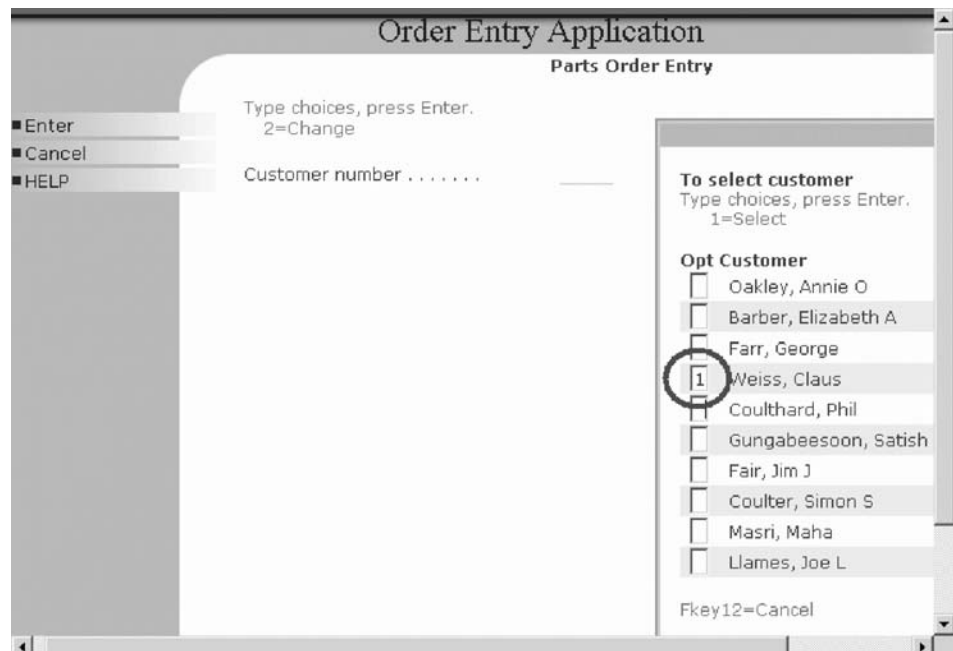 Order Entry Application
Parts Order Entry
Enter
Cancel
HELP
Type choices, press Enter.
2=Change
Customer number . . . . . . .
To select customer
Type choices, press Enter.
1=Select
Opt Customer
Oakley, Annie O
Barber, Elizabeth A
Farr, George
1 Weiss, Claus
Coulthard, Phil
Gungabeesoon, Satish
Fair, Jim J
Coulter, Simon S
Masri, Maha
Llames, Joe L
Fkey12=Cancel